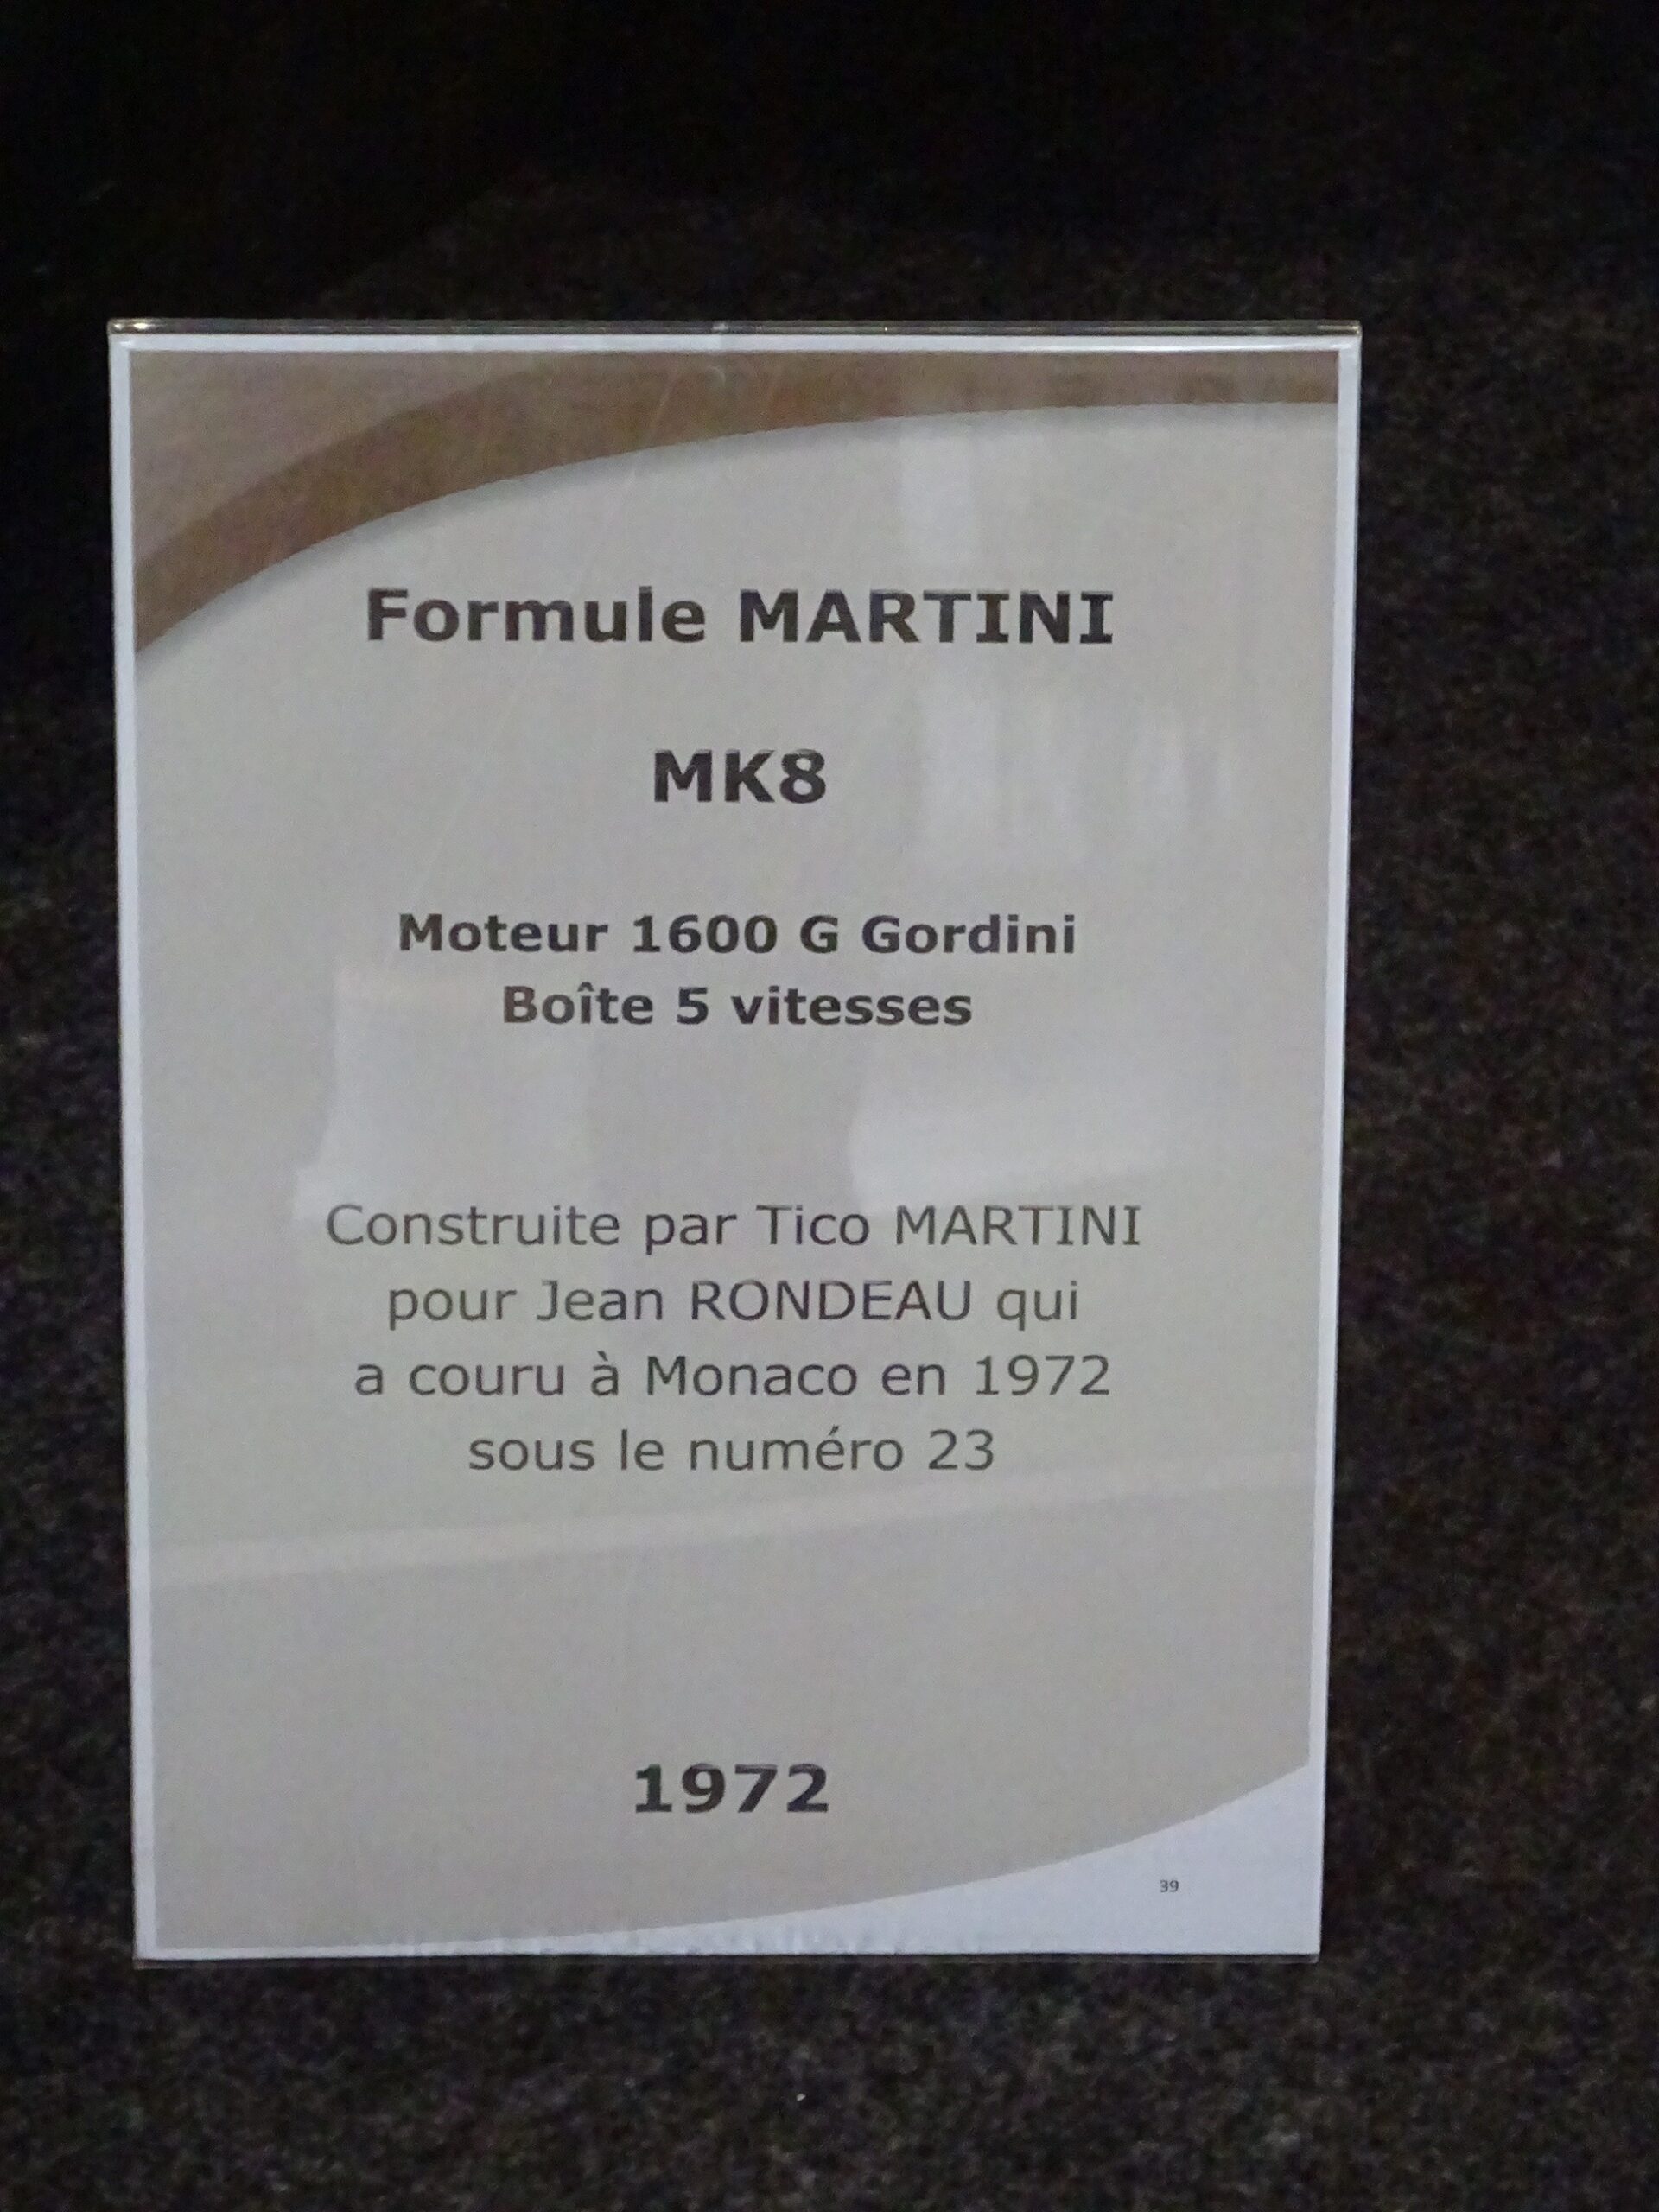 Formule MARTINI
MK8
Moteur 1600 G Gordini
Boîte 5 vitesses
Construite par Tico MARTINI
pour Jean RONDEAU qui
a couru à Monaco en 1972
sous le numéro 23
1972
39